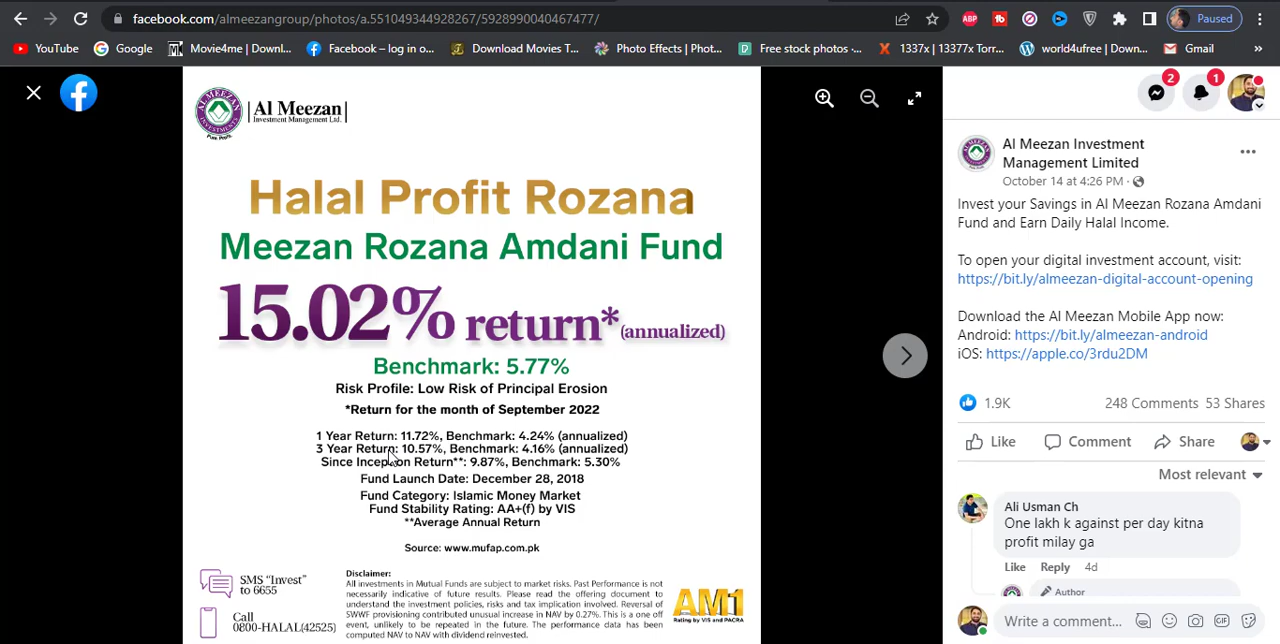 facebook.com/almeezangroup/photos/a.551049344928267/5928990040467477/
ABP
Paused
YouTube
Google
Movie4me | Downl...
Facebook – log in o...
Download Movies T...
Photo Effects | Phot...
Free stock photos -...
1337x | 13377x Torr...
world4ufree | Down...
Gmail
»
AL MEEZAN
INVESTMENTS
Al Meezan
Investment Management Ltd.
Halal Profit Rozana
Meezan Rozana Amdani Fund
15.02% return* (annualized)
Benchmark: 5.77%
Risk Profile: Low Risk of Principal Erosion
*Return for the month of September 2022
1 Year Return: 11.72%, Benchmark: 4.24% (annualized)
3 Year Return: 10.57%, Benchmark: 4.16% (annualized)
Since Inception Return**: 9.87%, Benchmark: 5.30%
Fund Launch Date: December 28, 2018
Fund Category: Islamic Money Market
Fund Stability Rating: AA+(f) by VIS
**Average Annual Return
Source: www.mufap.com.pk
SMS "Invest"
to 6655
Call
0800-HALAL(42525)
Disclaimer:
All investments in Mutual Funds are subject to market risks. Past Performance is not
necessarily indicative of future results. Please read the offering document to
understand the investment policies, risks and tax implication involved. Reversal of
SWWF provisioning contributed unusual increase in NAV by 0.27%. This is a one off
event, unlikely to be repeated in the future. The performance data has been
computed NAV to NAV with dividend reinvested.
AM1
Rating by VIS and PACRA
2
1
Al Meezan Investment
Management Limited
October 14 at 4:26 PM ·
Invest your Savings in Al Meezan Rozana Amdani
Fund and Earn Daily Halal Income.
To open your digital investment account, visit:
https://bit.ly/almeezan-digital-account-opening
Download the Al Meezan Mobile App now:
Android: https://bit.ly/almeezan-android
iOS: https://apple.co/3rdu2DM
1.9K
248 Comments 53 Shares
Like
Comment
Share
Most relevant
Ali Usman Ch
One lakh k against per day kitna
profit milay ga
Like Reply 4d
Author
Write a comment...
GIF